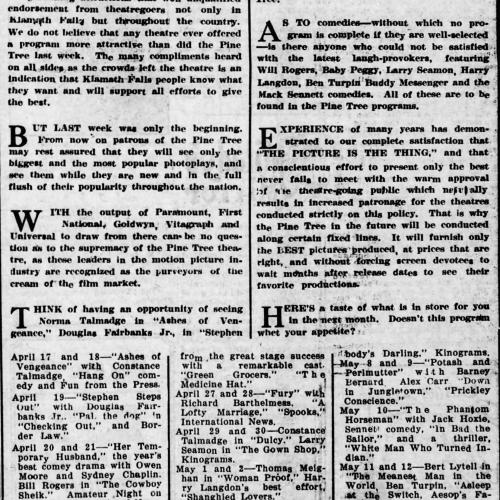 endorsement from theatregoers not only in
Klamath Falls but throughout the country.
We do not believe that any theatre ever offered
a program more attractive than did the Pine
Tree last week. The many compliments heard
on all sides as the crowds left the theatre is an
indication that Klamath Falls people know what
they want and will support all efforts to give
the best.
BUT LAST week was only the beginning.
From now on patrons of the Pine Tree
may rest assured that they will see only the
biggest and the most popular photoplays, and
see them while they are new and in the full
flush of their popularity throughout the nation.
WITH the output of Paramount, First
National, Goldwyn, Vitagraph and
Universal to draw from there can be no ques-
tion as to the supremacy of the Pine Tree thea-
tre, as these leaders in the motion picture in-
dustry are recognized as the purveyors of the
cream of the film market.
THINK of having an opportunity of seeing
Norma Talmadge in "Ashes of Ven-
geance," Douglas Fairbanks Jr., in "Stephen
AS TO comedies—without which no pro-
gram is complete if they are well-selected
—is there anyone who could not be satisfied
with the latest laugh-provokers, featuring
Will Rogers, Baby Peggy, Larry Seamon, Harry
Langdon, Ben Turpin Buddy Messenger and the
Mack Sennett comedies. All of these are to be
found in the Pine Tree programs.
EXPERIENCE of many years has demon-
strated to our complete satisfaction that
"THE PICTURE IS THE THING," and that
a conscientious effort to present only the best
never fails to meet with the warm approval
of the theatre-going public which naturally
results in increased patronage for the theatres
conducted strictly on this policy. That is why
the Pine Tree in the future will be conducted
along certain fixed lines. It will furnish only
the BEST pictures produced, at prices that are
right, and without forcing screen devotees to
wait months after release dates to see their
favorite productions.
HERE'S a taste of what is in store for you
in the next month. Doesn't this program
whet your appetite?
April 17 and 18—"Ashes of
Vengeance" with Constance
Talmadge, "Hang On" com-
edy and Fun from the Press.
April 19—"Stephen Steps
Out" with Douglas Fair-
banks Jr., "Pal, the dog" in
"Checking Out," and Bor-
der Law."
April 20 and 21—"Her Tem-
porary Husband," the year's
best comedy drama with Owen
Moore and Sydney Chaplin.
Bill Rogers in "The Cowboy
Sheik." Amateur Night on
from the great stage success
with a remarkable cast.
"Green Grocers," "The
Medicine Hat."
April 27 and 28—"Fury" with
Richard Barthelmess, "A
Lofty Marriage," "Spooks,"
International News.
April 29 and 30—Constance
Talmadge in "Dulcy." Larry
Seamon in "The Gown Shop,"
Kinograms.
May 1 and 2—Thomas Meig-
han in "Woman Proof," Har-
ry Langdon's best effort
"Shanghied Lovers."
body's Darling," Kinograms.
May 8 and 9—"Potash and
Perlmutter" with Barney
Bernard Alex Carr "Down
in Jungletown," "Prickley
Conscience."
May 10—"The Phantom
Horseman" with Jack Hoxie,
Sennett comedy, "In Bad the
Sailor," and thriller,
"White Man Who Turned In-
dian."
May 11 and 12—Bert Lytell in
"The Meanest Man in the
World, Ben Turpin, "Asleep
at the Switch, Aesop's F